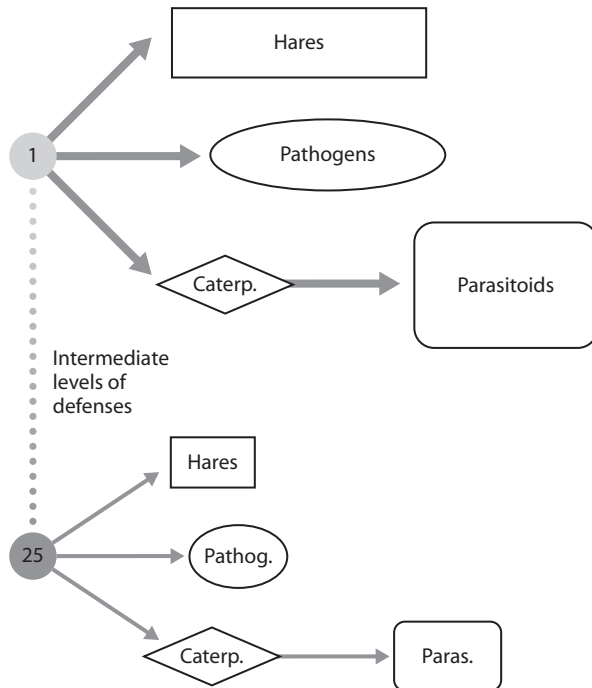 Hares
1
Pathogens
Caterp.
Parasitoids
Intermediate
levels of
defenses
Hares
25
Pathog.
Caterp.
Paras.